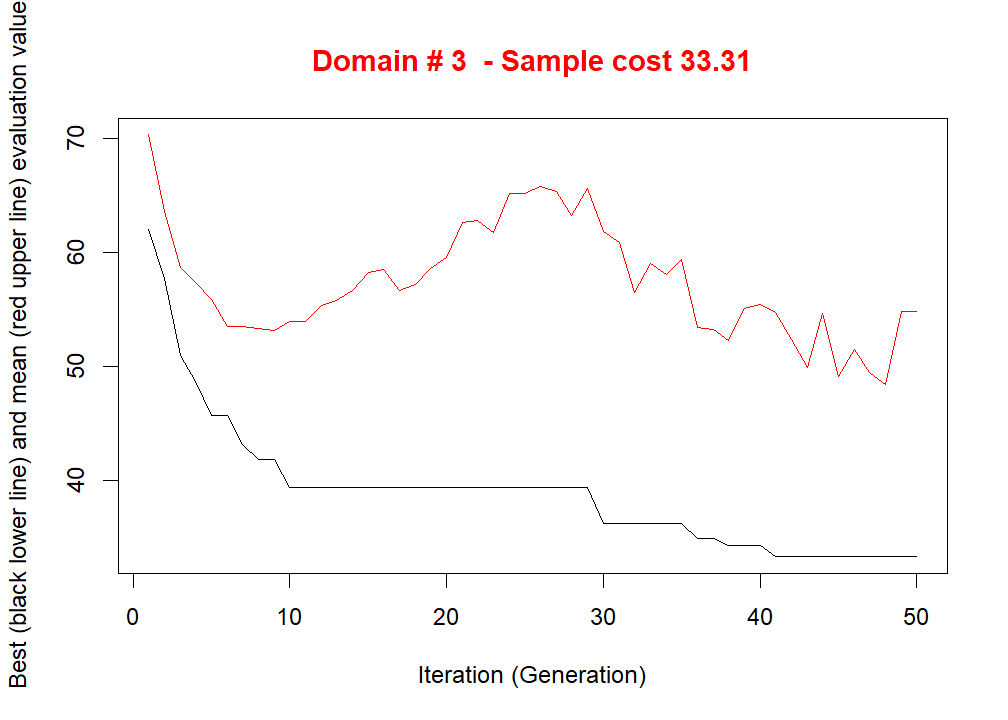 Domain # 3  - Sample cost 33.31
Best (black lower line) and mean (red upper line) evaluation value
70
60
50
40
0 10 20 30 40 50
Iteration (Generation)